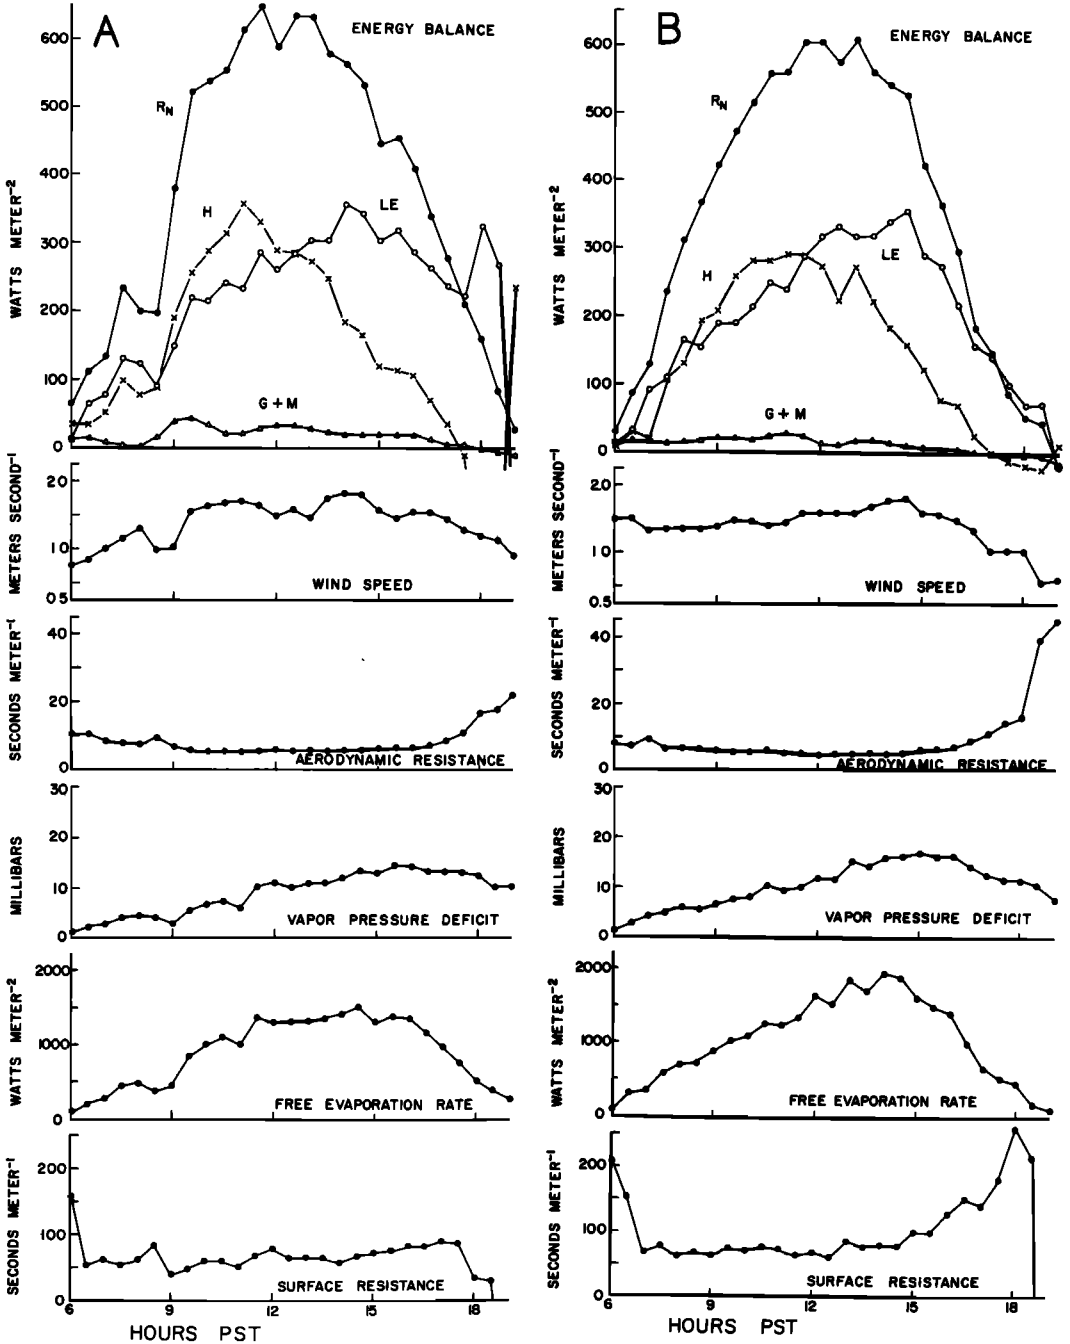 A
ENERGY BALANCE
600
500
400
300
200
100
0
WATTS METER⁻²
R_N
H
LE
G + M
20
10
05
METERS SECOND⁻¹
WIND SPEED
40
20
0
SECONDS METER⁻¹
AERODYNAMIC RESISTANCE
30
20
10
0
MILLIBARS
VAPOR PRESSURE DEFICIT
2000
1000
0
WATTS METER⁻²
FREE EVAPORATION RATE
200
100
0
SECONDS METER⁻¹
SURFACE RESISTANCE
6 9 12 15 18
HOURS PST
B
ENERGY BALANCE
600
500
400
300
200
100
0
WATTS METER⁻²
R_N
H
LE
G + M
2.0
1.0
0.5
METERS SECOND⁻¹
WIND SPEED
40
20
0
SECONDS METER⁻¹
AERODYNAMIC RESISTANCE
30
20
10
0
MILLIBARS
VAPOR PRESSURE DEFICIT
2000
1000
0
WATTS METER⁻²
FREE EVAPORATION RATE
200
100
0
SECONDS METER⁻¹
SURFACE RESISTANCE
6 9 12 15 18
HOURS PST